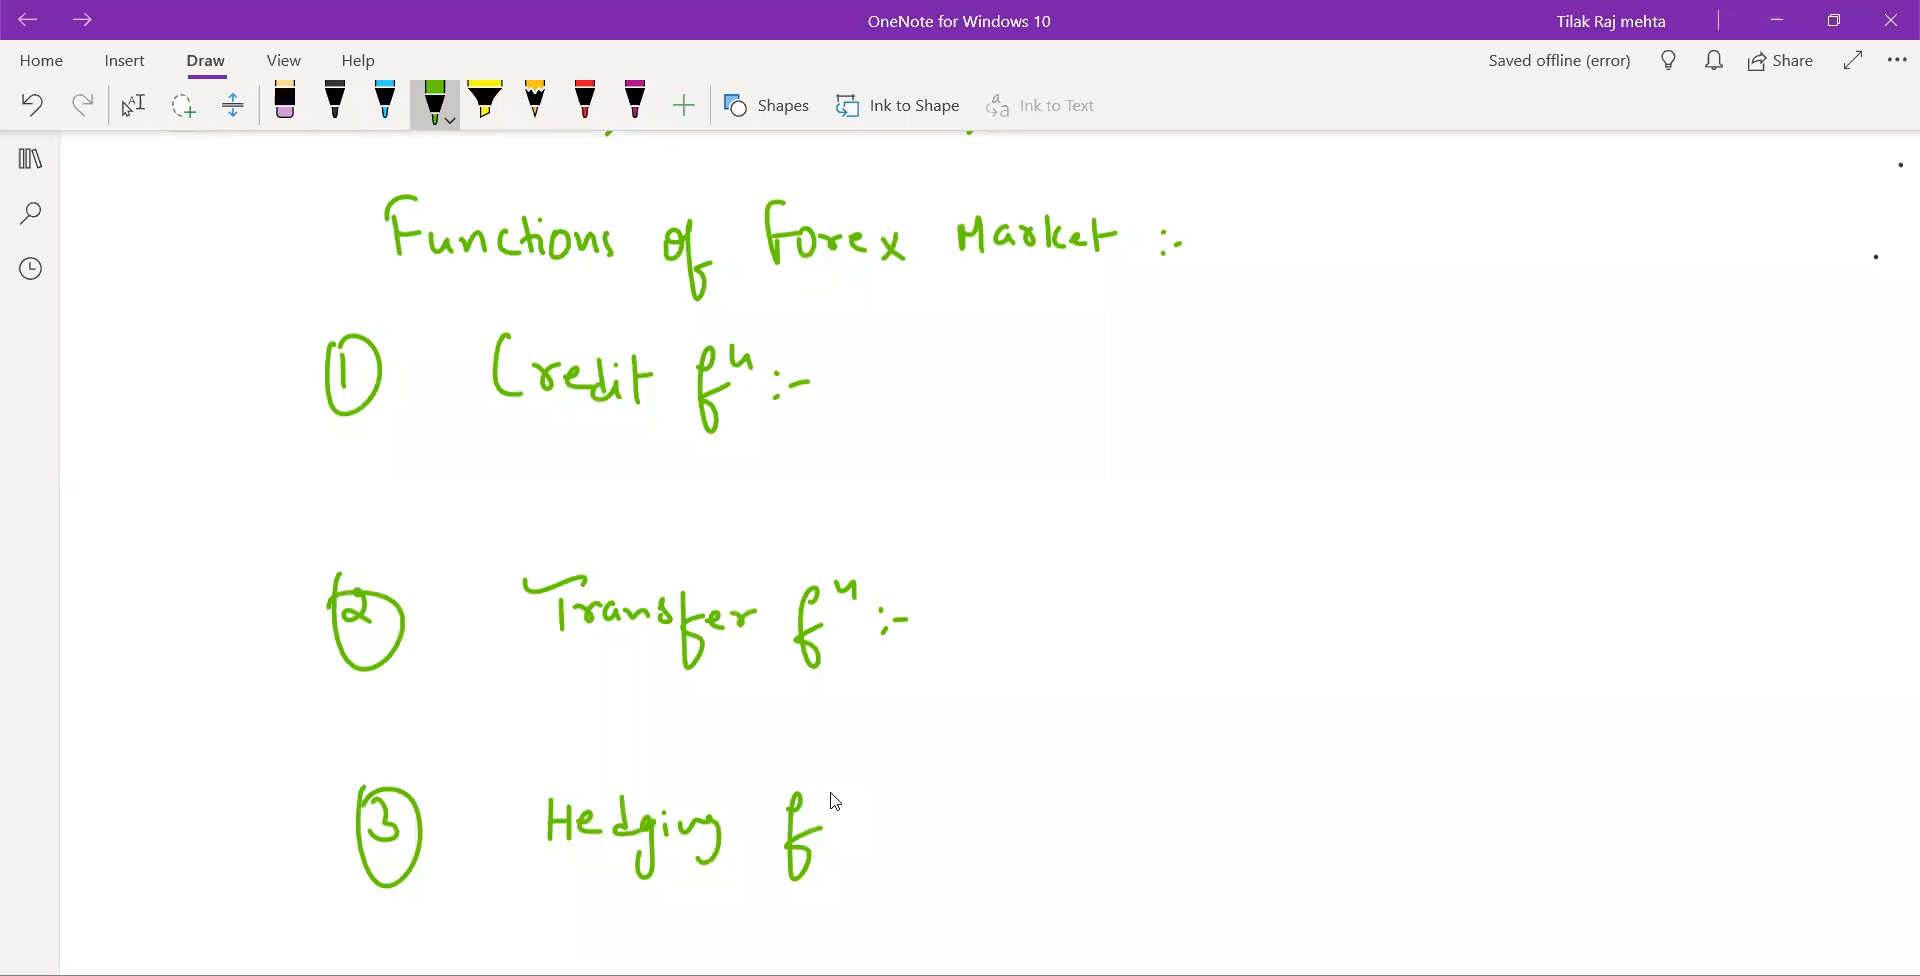 OneNote for Windows 10
Tilak Raj mehta
Home Insert Draw View Help
Saved offline (error) Share
Shapes Ink to Shape Ink to Text
Functions of Forex Market :-
① Credit fⁿ :-
② Transfer fⁿ :-
③ Hedging f